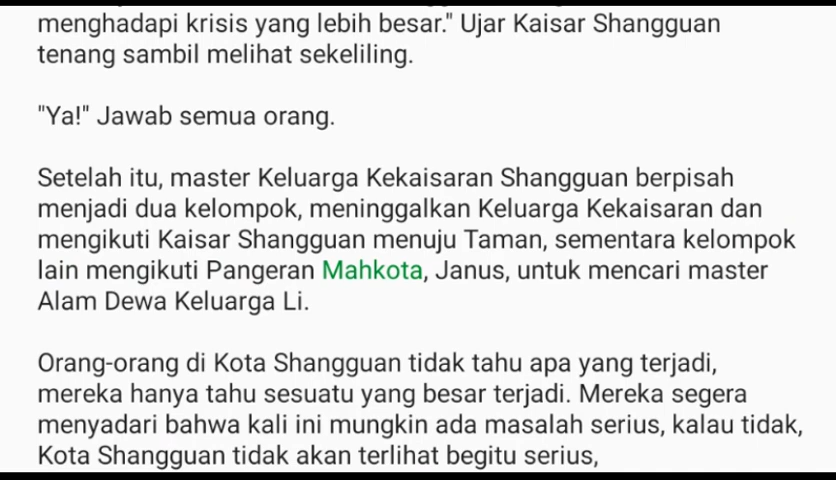 menghadapi krisis yang lebih besar." Ujar Kaisar Shangguan
tenang sambil melihat sekeliling.
"Ya!" Jawab semua orang.
Setelah itu, master Keluarga Kekaisaran Shangguan berpisah
menjadi dua kelompok, meninggalkan Keluarga Kekaisaran dan
mengikuti Kaisar Shangguan menuju Taman, sementara kelompok
lain mengikuti Pangeran Mahkota, Janus, untuk mencari master
Alam Dewa Keluarga Li.
Orang-orang di Kota Shangguan tidak tahu apa yang terjadi,
mereka hanya tahu sesuatu yang besar terjadi. Mereka segera
menyadari bahwa kali ini mungkin ada masalah serius, kalau tidak,
Kota Shangguan tidak akan terlihat begitu serius,